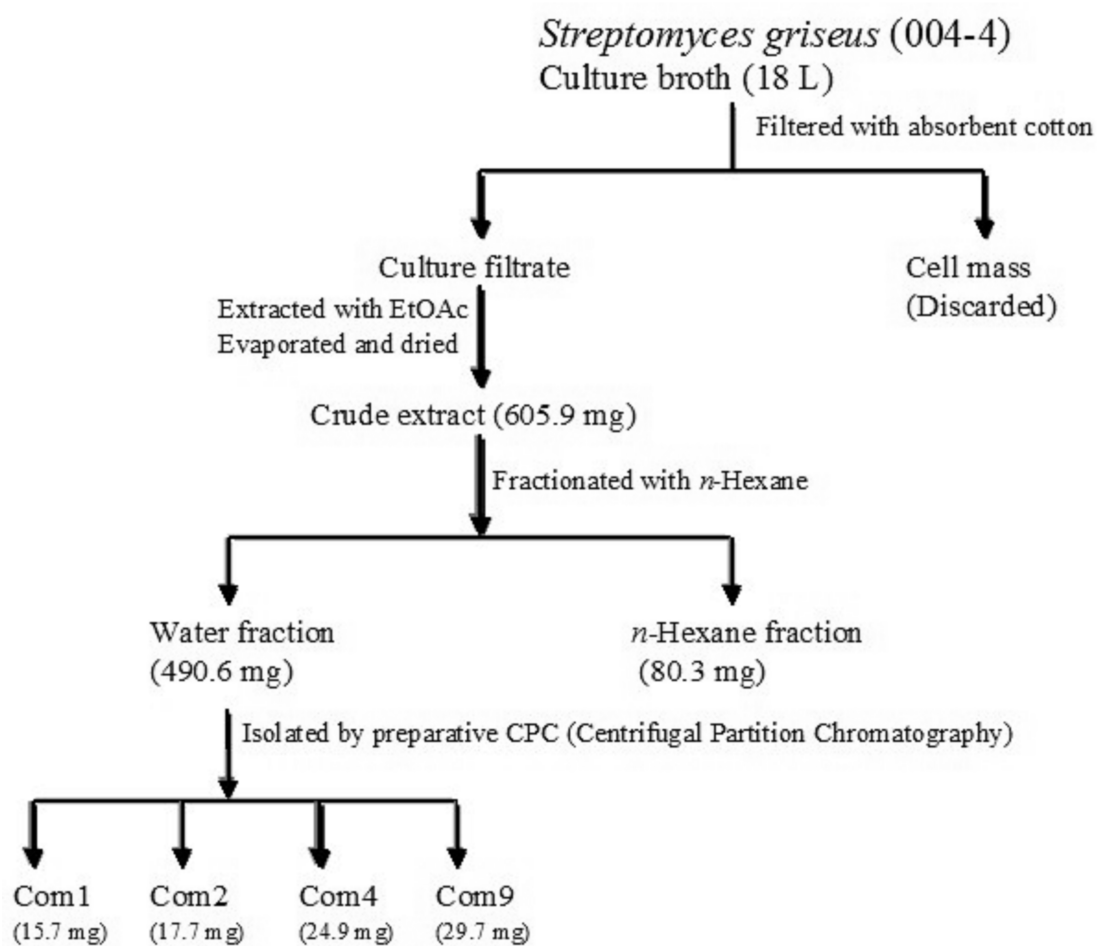 Streptomyces griseus (004-4)
Culture broth (18 L)
Filtered with absorbent cotton
Culture filtrate
Cell mass
(Discarded)
Extracted with EtOAc
Evaporated and dried
Crude extract (605.9 mg)
Fractionated with n-Hexane
Water fraction
(490.6 mg)
n-Hexane fraction
(80.3 mg)
Isolated by preparative CPC (Centrifugal Partition Chromatography)
Com1
(15.7 mg)
Com2
(17.7 mg)
Com4
(24.9 mg)
Com9
(29.7 mg)